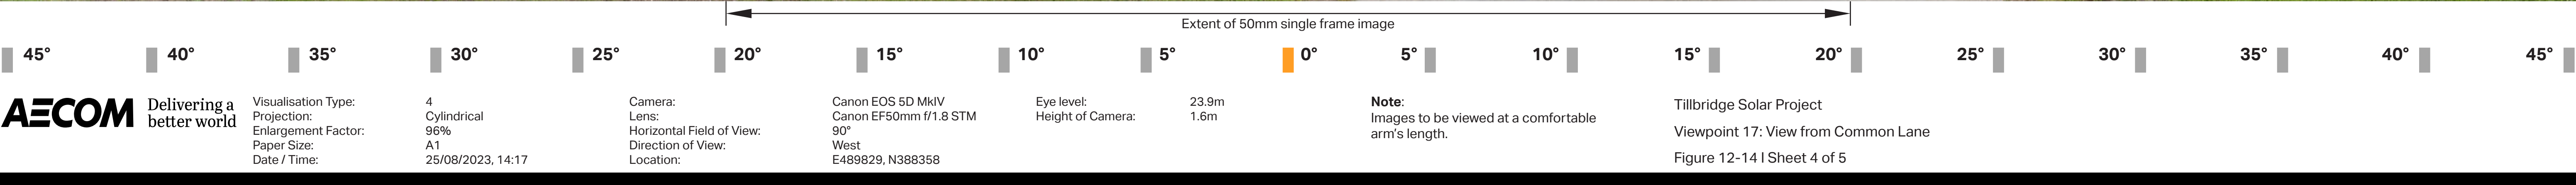 Extent of 50mm single frame image
45° 40° 35° 30° 25° 20° 15° 10° 5° 0° 5° 10° 15° 20° 25° 30° 35° 40° 45°
AECOM
Delivering a
better world
Visualisation Type: 4
Projection: Cylindrical
Enlargement Factor: 96%
Paper Size: A1
Date / Time: 25/08/2023, 14:17
Camera: Canon EOS 5D MkIV
Lens: Canon EF50mm f/1.8 STM
Horizontal Field of View: 90°
Direction of View: West
Location: E489829, N388358
Eye level: 23.9m
Height of Camera: 1.6m
Note:
Images to be viewed at a comfortable
arm's length.
Tillbridge Solar Project
Viewpoint 17: View from Common Lane
Figure 12-14 I Sheet 4 of 5